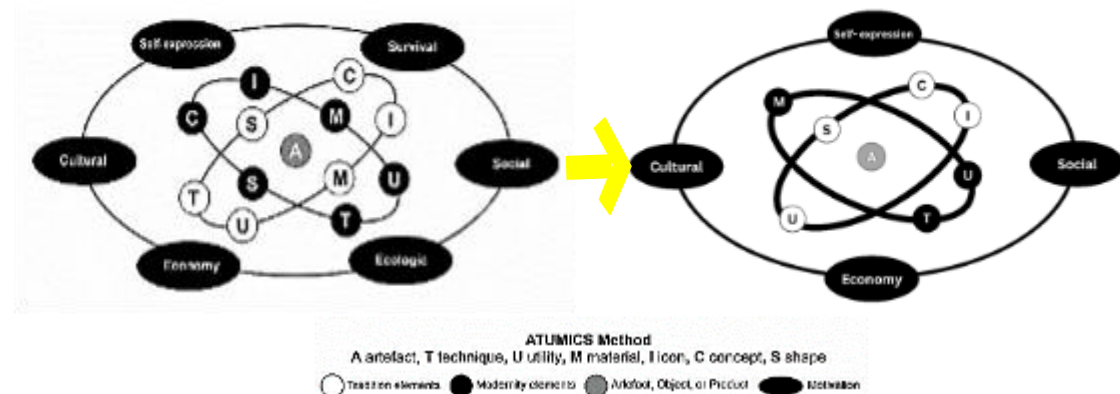 Self-expression
Survival
Cultural
Social
Economy
Ecologic
C
I
I
C
M
S
A
S
M
U
T
U
T
Self-expression
Cultural
Social
Economy
M
C
I
S
A
U
U
T
ATUMICS Method
A artefact, T technique, U utility, M material, I icon, C concept, S shape
Tradition elements Modernity elements Artefact, Object, or Product Motivation